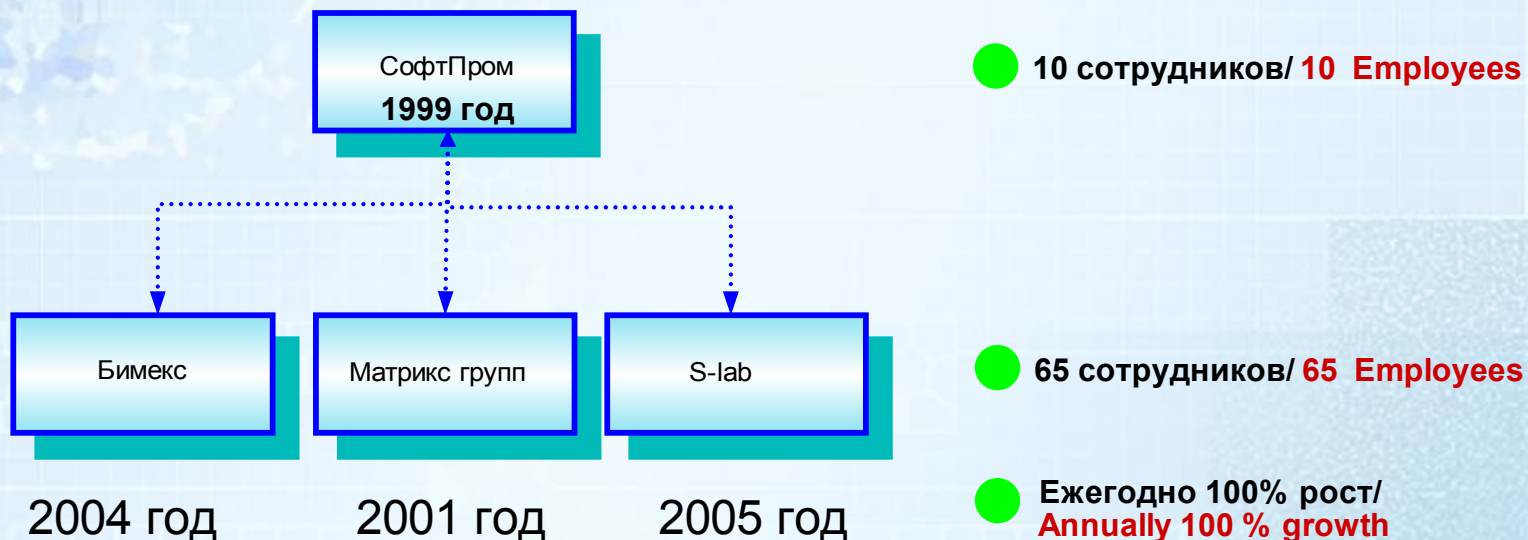 СофтПром
1999 год
10 сотрудников/ 10 Employees
Бимекс
Матрикс групп
S-lab
65 сотрудников/ 65 Employees
2004 год
2001 год
2005 год
Ежегодно 100% рост/
Annually 100 % growth